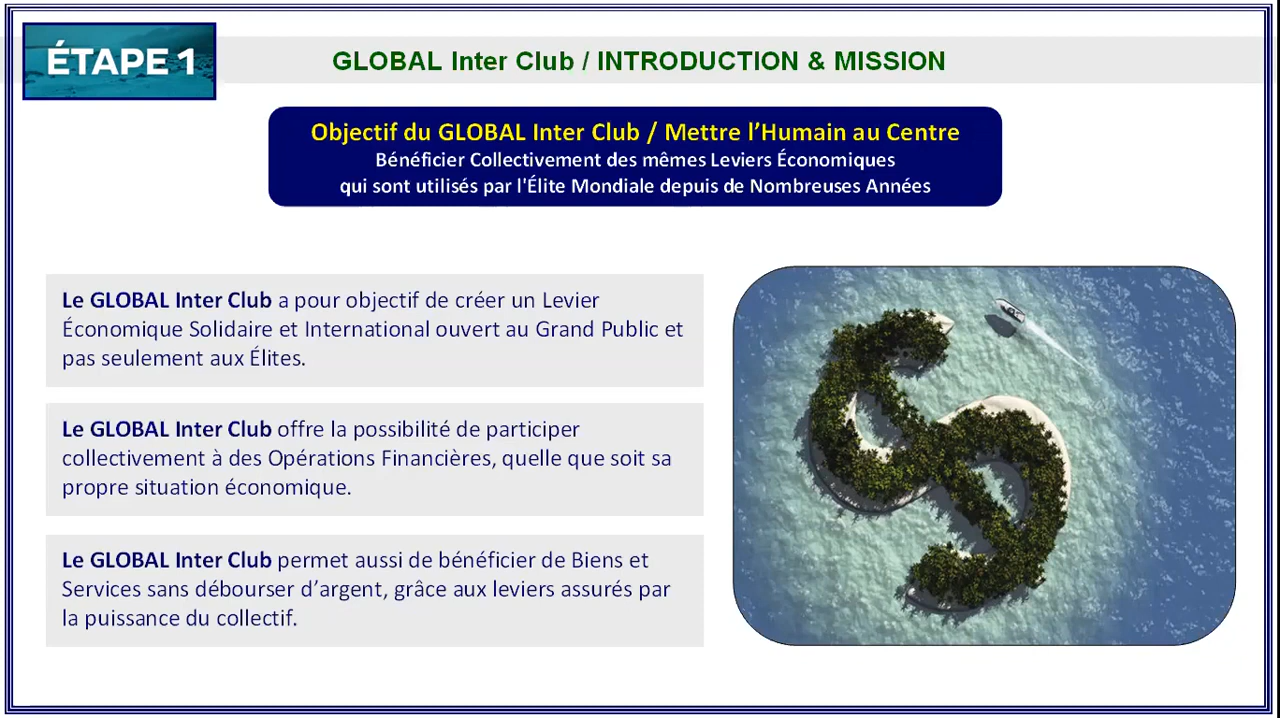 ÉTAPE 1
GLOBAL Inter Club / INTRODUCTION & MISSION
Objectif du GLOBAL Inter Club / Mettre l’Humain au Centre
Bénéficier Collectivement des mêmes Leviers Économiques
qui sont utilisés par l'Élite Mondiale depuis de Nombreuses Années
Le GLOBAL Inter Club a pour objectif de créer un Levier
Économique Solidaire et International ouvert au Grand Public et
pas seulement aux Élites.
Le GLOBAL Inter Club offre la possibilité de participer
collectivement à des Opérations Financières, quelle que soit sa
propre situation économique.
Le GLOBAL Inter Club permet aussi de bénéficier de Biens et
Services sans débourser d’argent, grâce aux leviers assurés par
la puissance du collectif.